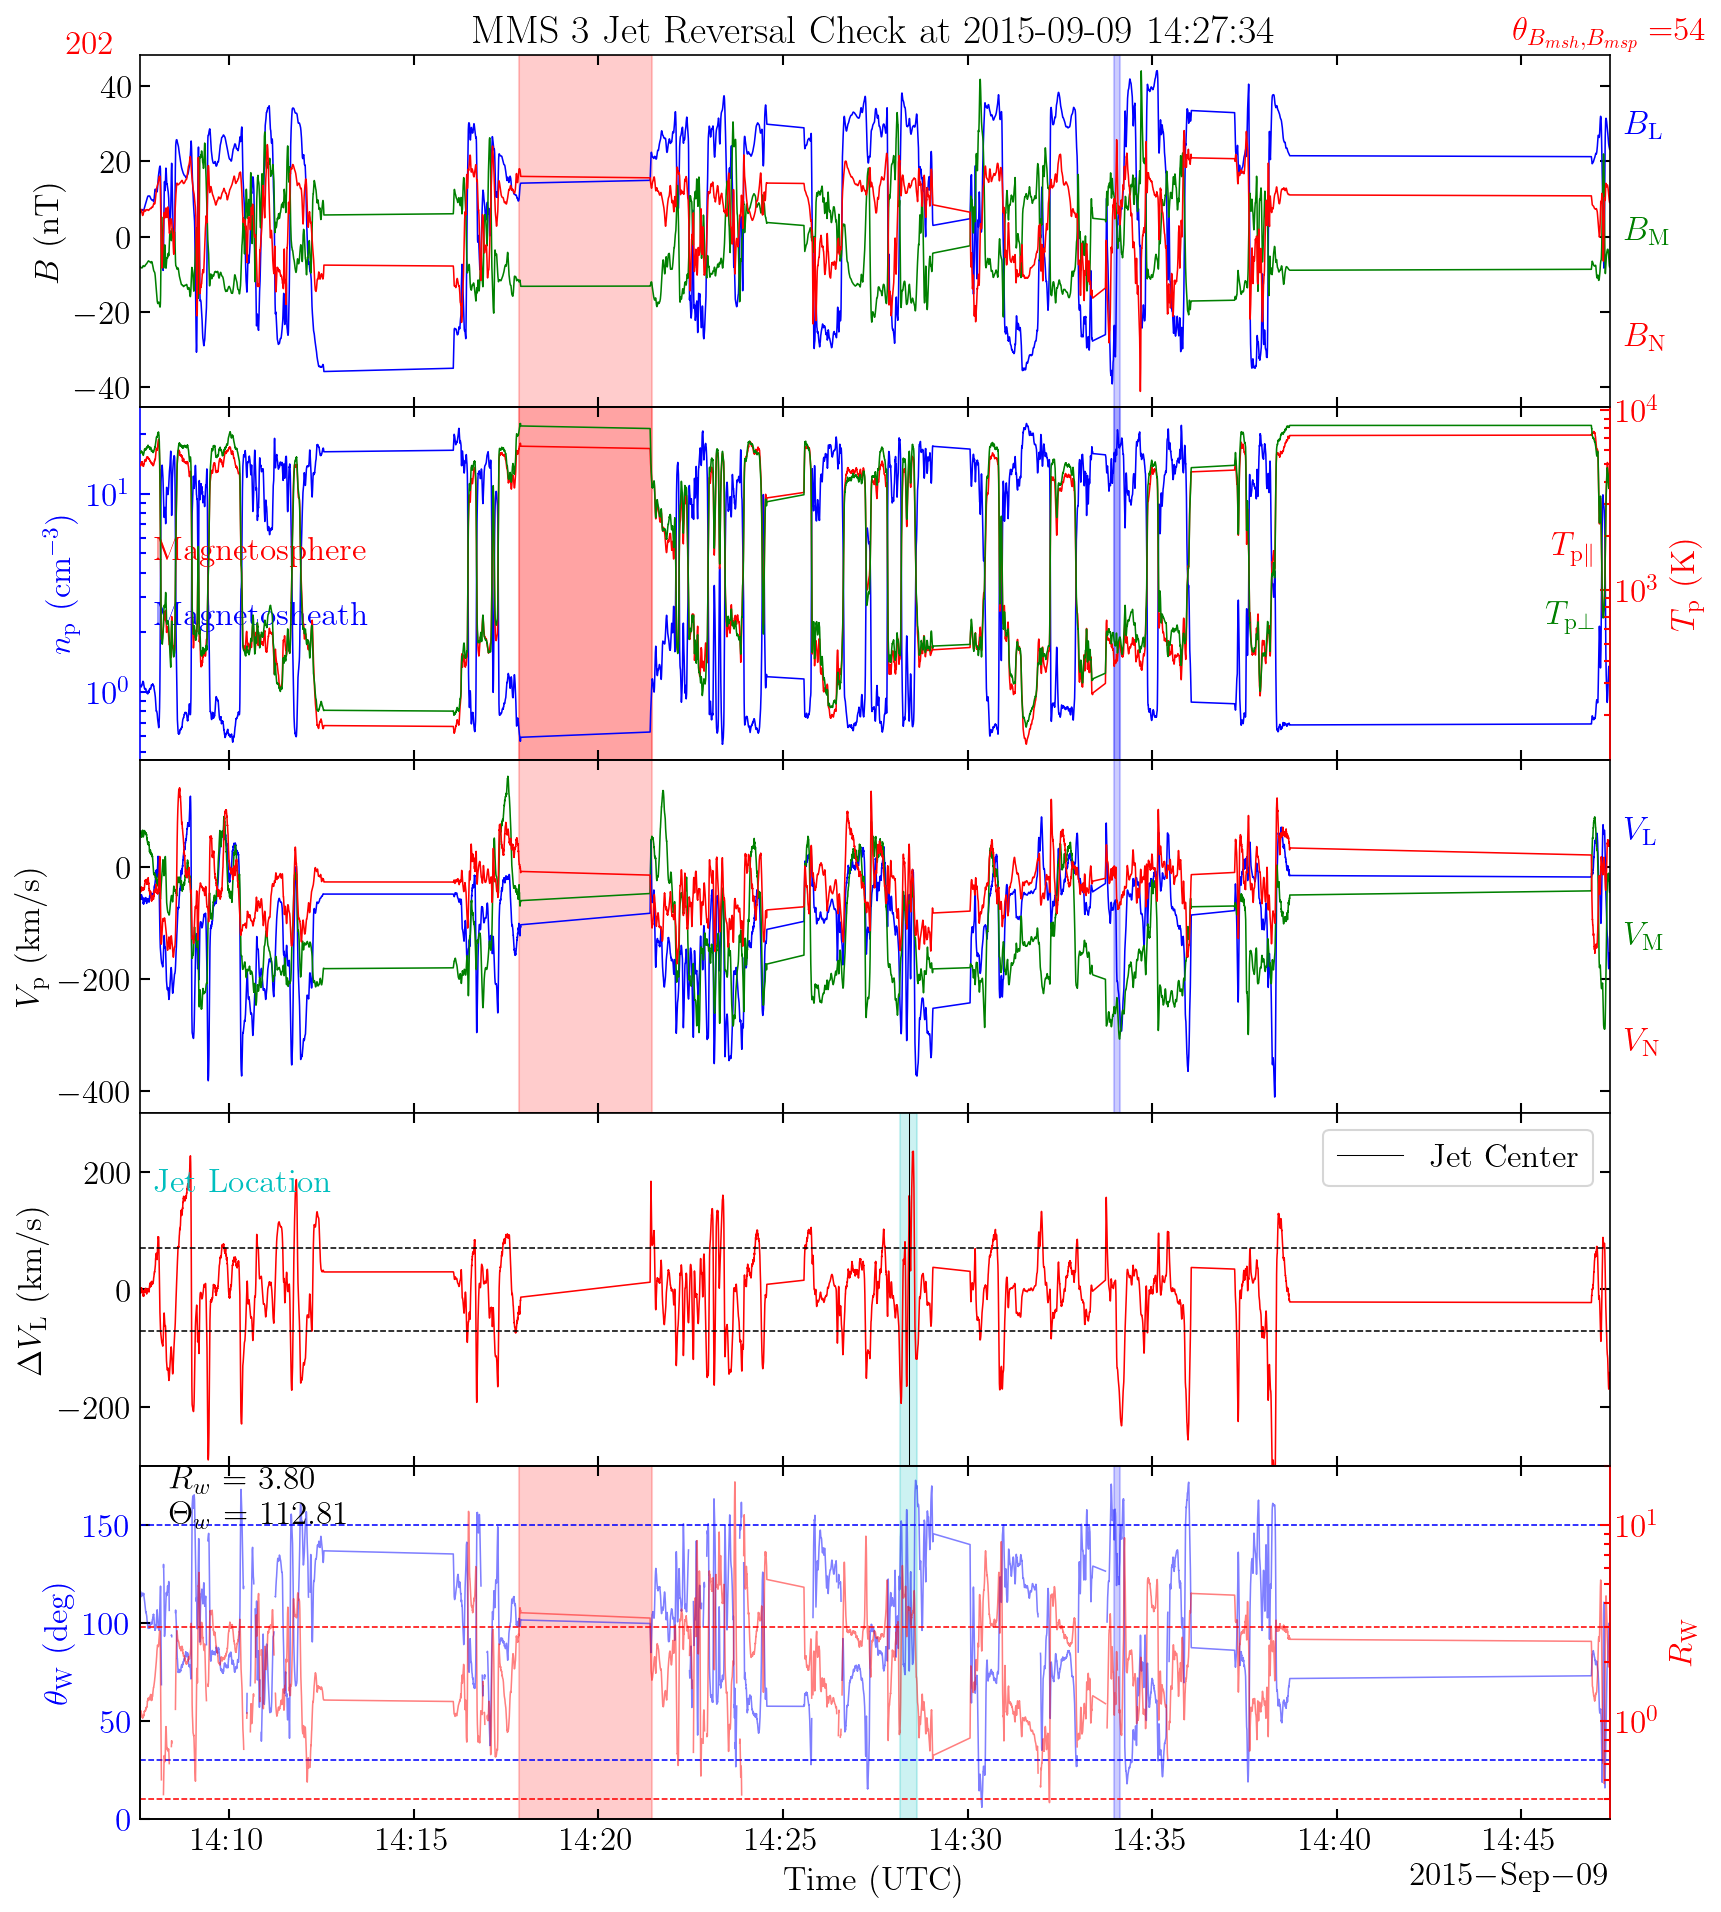 MMS 3 Jet Reversal Check at 2015-09-09 14:27:34
202
θ_{B_{msh},B_{msp}} =54
40
20
0
−20
−40
B (nT)
B_L
B_M
B_N
10^1
10^0
n_p (cm^{−3})
Magnetosphere
Magnetosheath
T_{p∥}
T_{p⊥}
10^4
10^3
T_p (K)
0
−200
−400
V_p (km/s)
V_L
V_M
V_N
200
0
−200
ΔV_L (km/s)
Jet Location
Jet Center
R_w = 3.80
Θ_w = 112.81
150
100
50
0
θ_W (deg)
10^1
10^0
R_W
14:10 14:15 14:20 14:25 14:30 14:35 14:40 14:45
Time (UTC)
2015−Sep−09